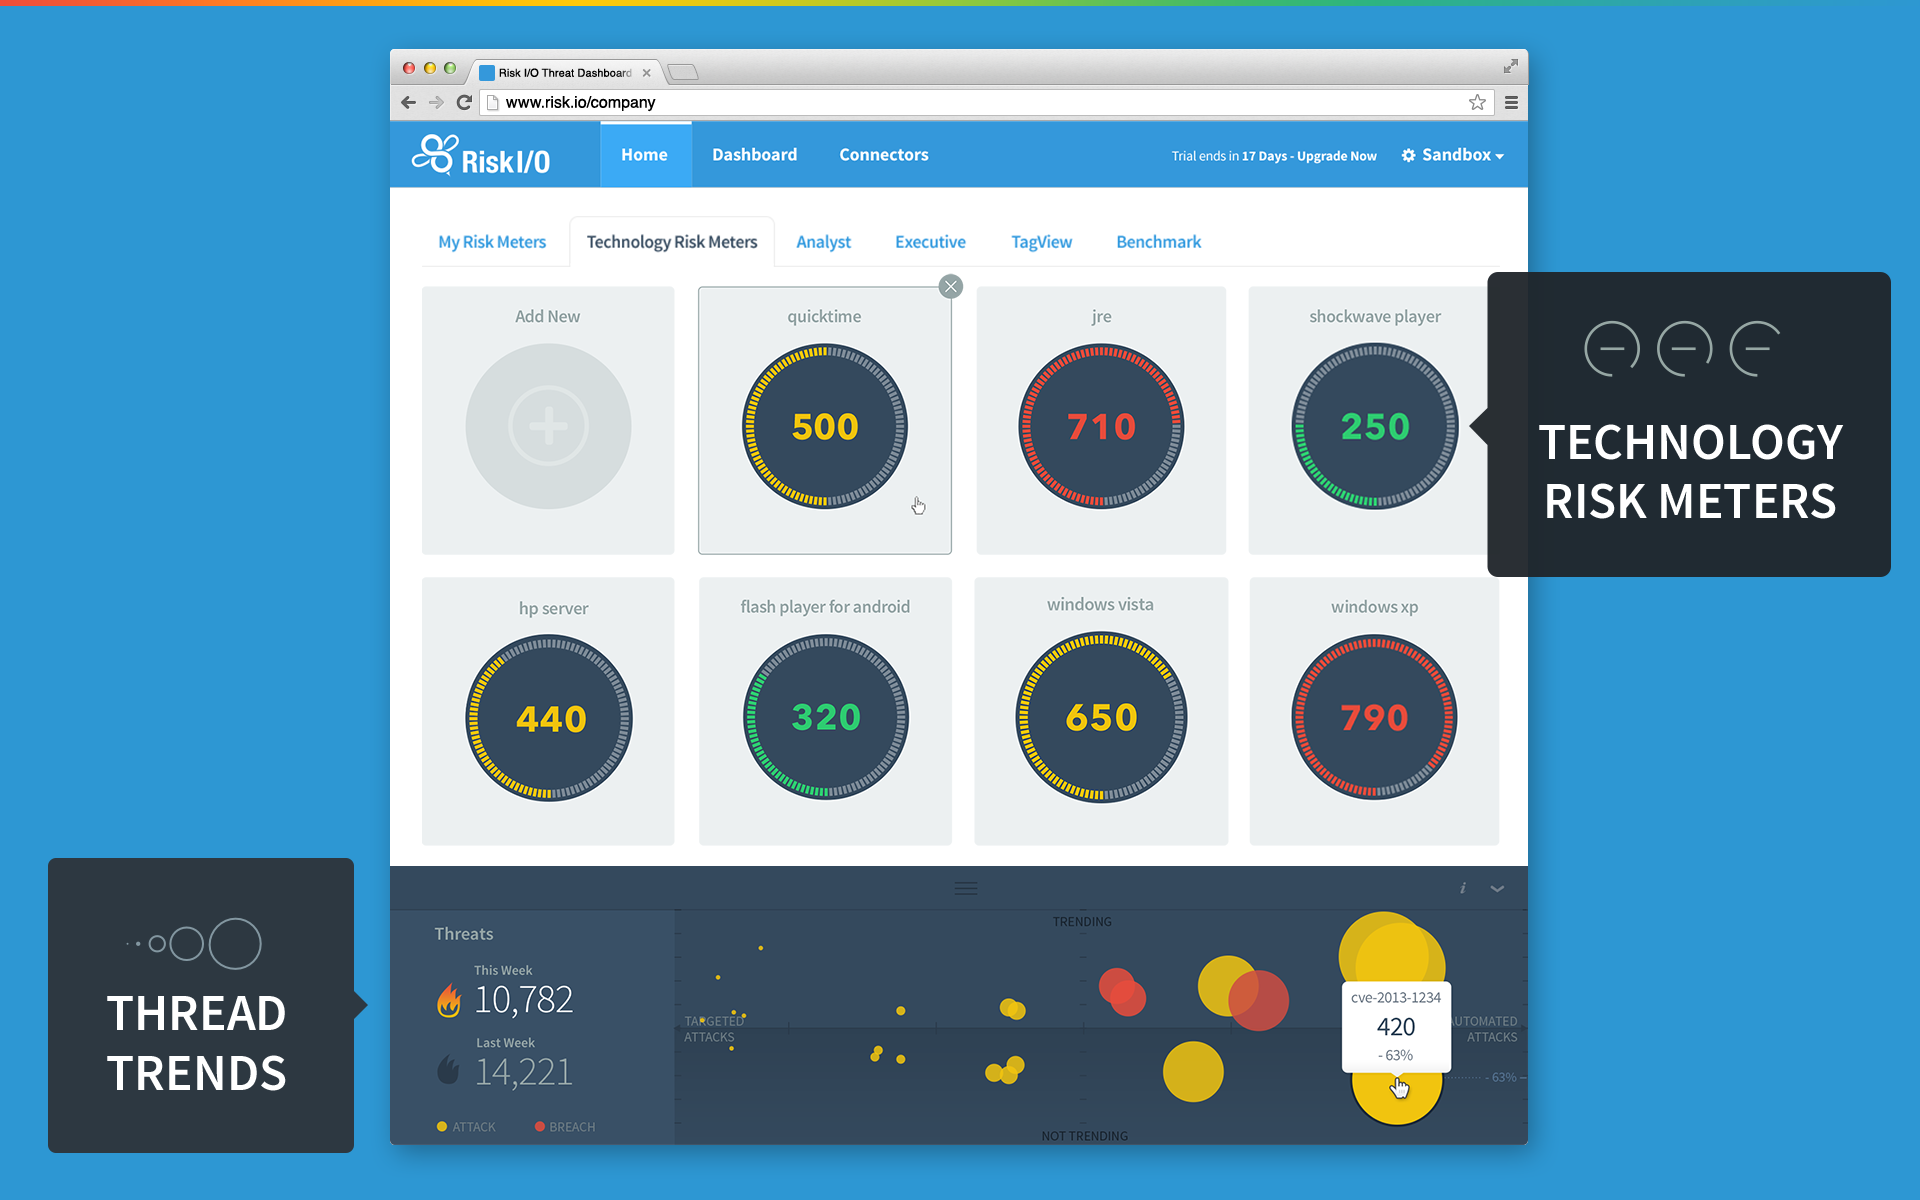 Risk I/O Threat Dashboard
www.risk.io/company
Risk I/O
Home
Dashboard
Connectors
Trial ends in 17 Days - Upgrade Now
Sandbox
My Risk Meters
Technology Risk Meters
Analyst
Executive
TagView
Benchmark
Add New
quicktime
500
jre
710
shockwave player
250
TECHNOLOGY
RISK METERS
hp server
440
flash player for android
320
windows vista
650
windows xp
790
THREAD
TRENDS
i
Threats
This Week
10,782
Last Week
14,221
ATTACK
BREACH
TRENDING
TARGETED
ATTACKS
cve-2013-1234
420
- 63%
UTOMATED
ATTACKS
- 63%
NOT TRENDING